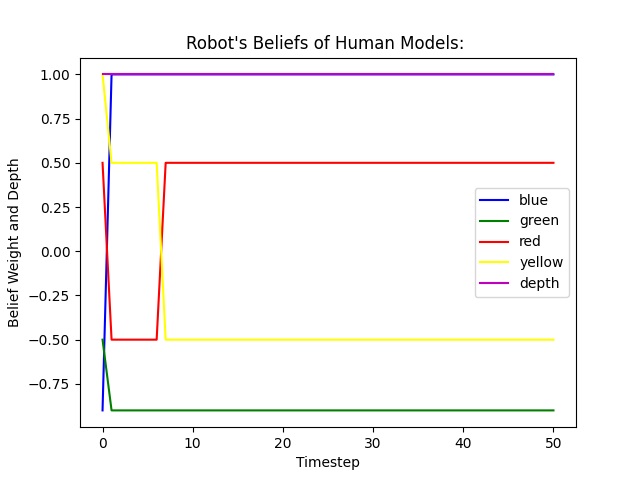 Robot's Beliefs of Human Models:
Belief Weight and Depth
1.00
0.75
0.50
0.25
0.00
−0.25
−0.50
−0.75
blue
green
red
yellow
depth
0 10 20 30 40 50
Timestep